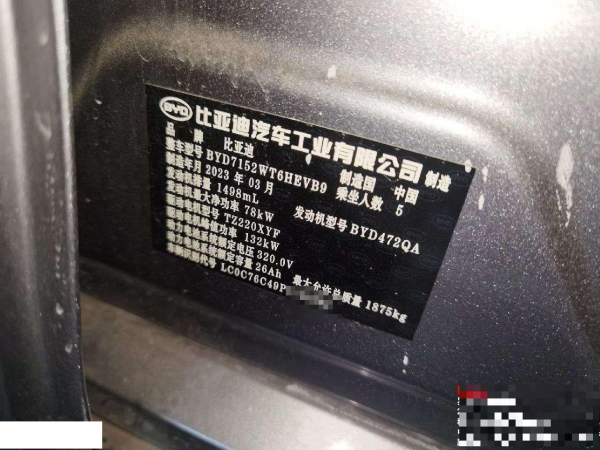 BYD 比亚迪汽车工业有限公司 制造
品 牌 比亚迪 制造国 中国
整车型号 BYD7152WT6HEVB9 乘坐人数 5
制造年月 2023 年 03 月
发动机排量 1498mL 发动机型号 BYD472QA
发动机最大净功率 78kW
驱动电机型号 TZ220XYF
驱动电机峰值功率 132kW
动力电池系统额定电压 320.0V
动力电池系统额定容量 26Ah 最大允许总质量 1875kg
车辆识别代号 LC0C76C49P